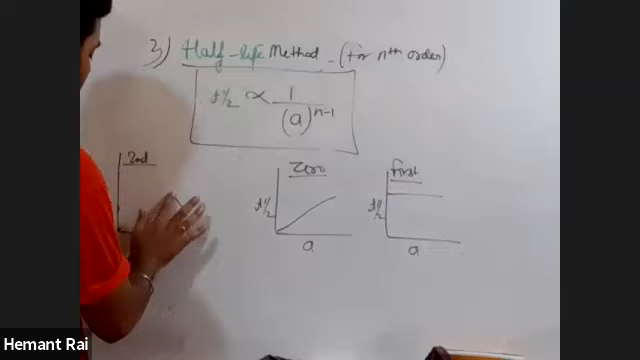 3) Half-life Method - (for nth order)
t½ ∝ 1/(a)^n-1
2nd
Zero
First
t½
t½
a
a
Hemant Rai